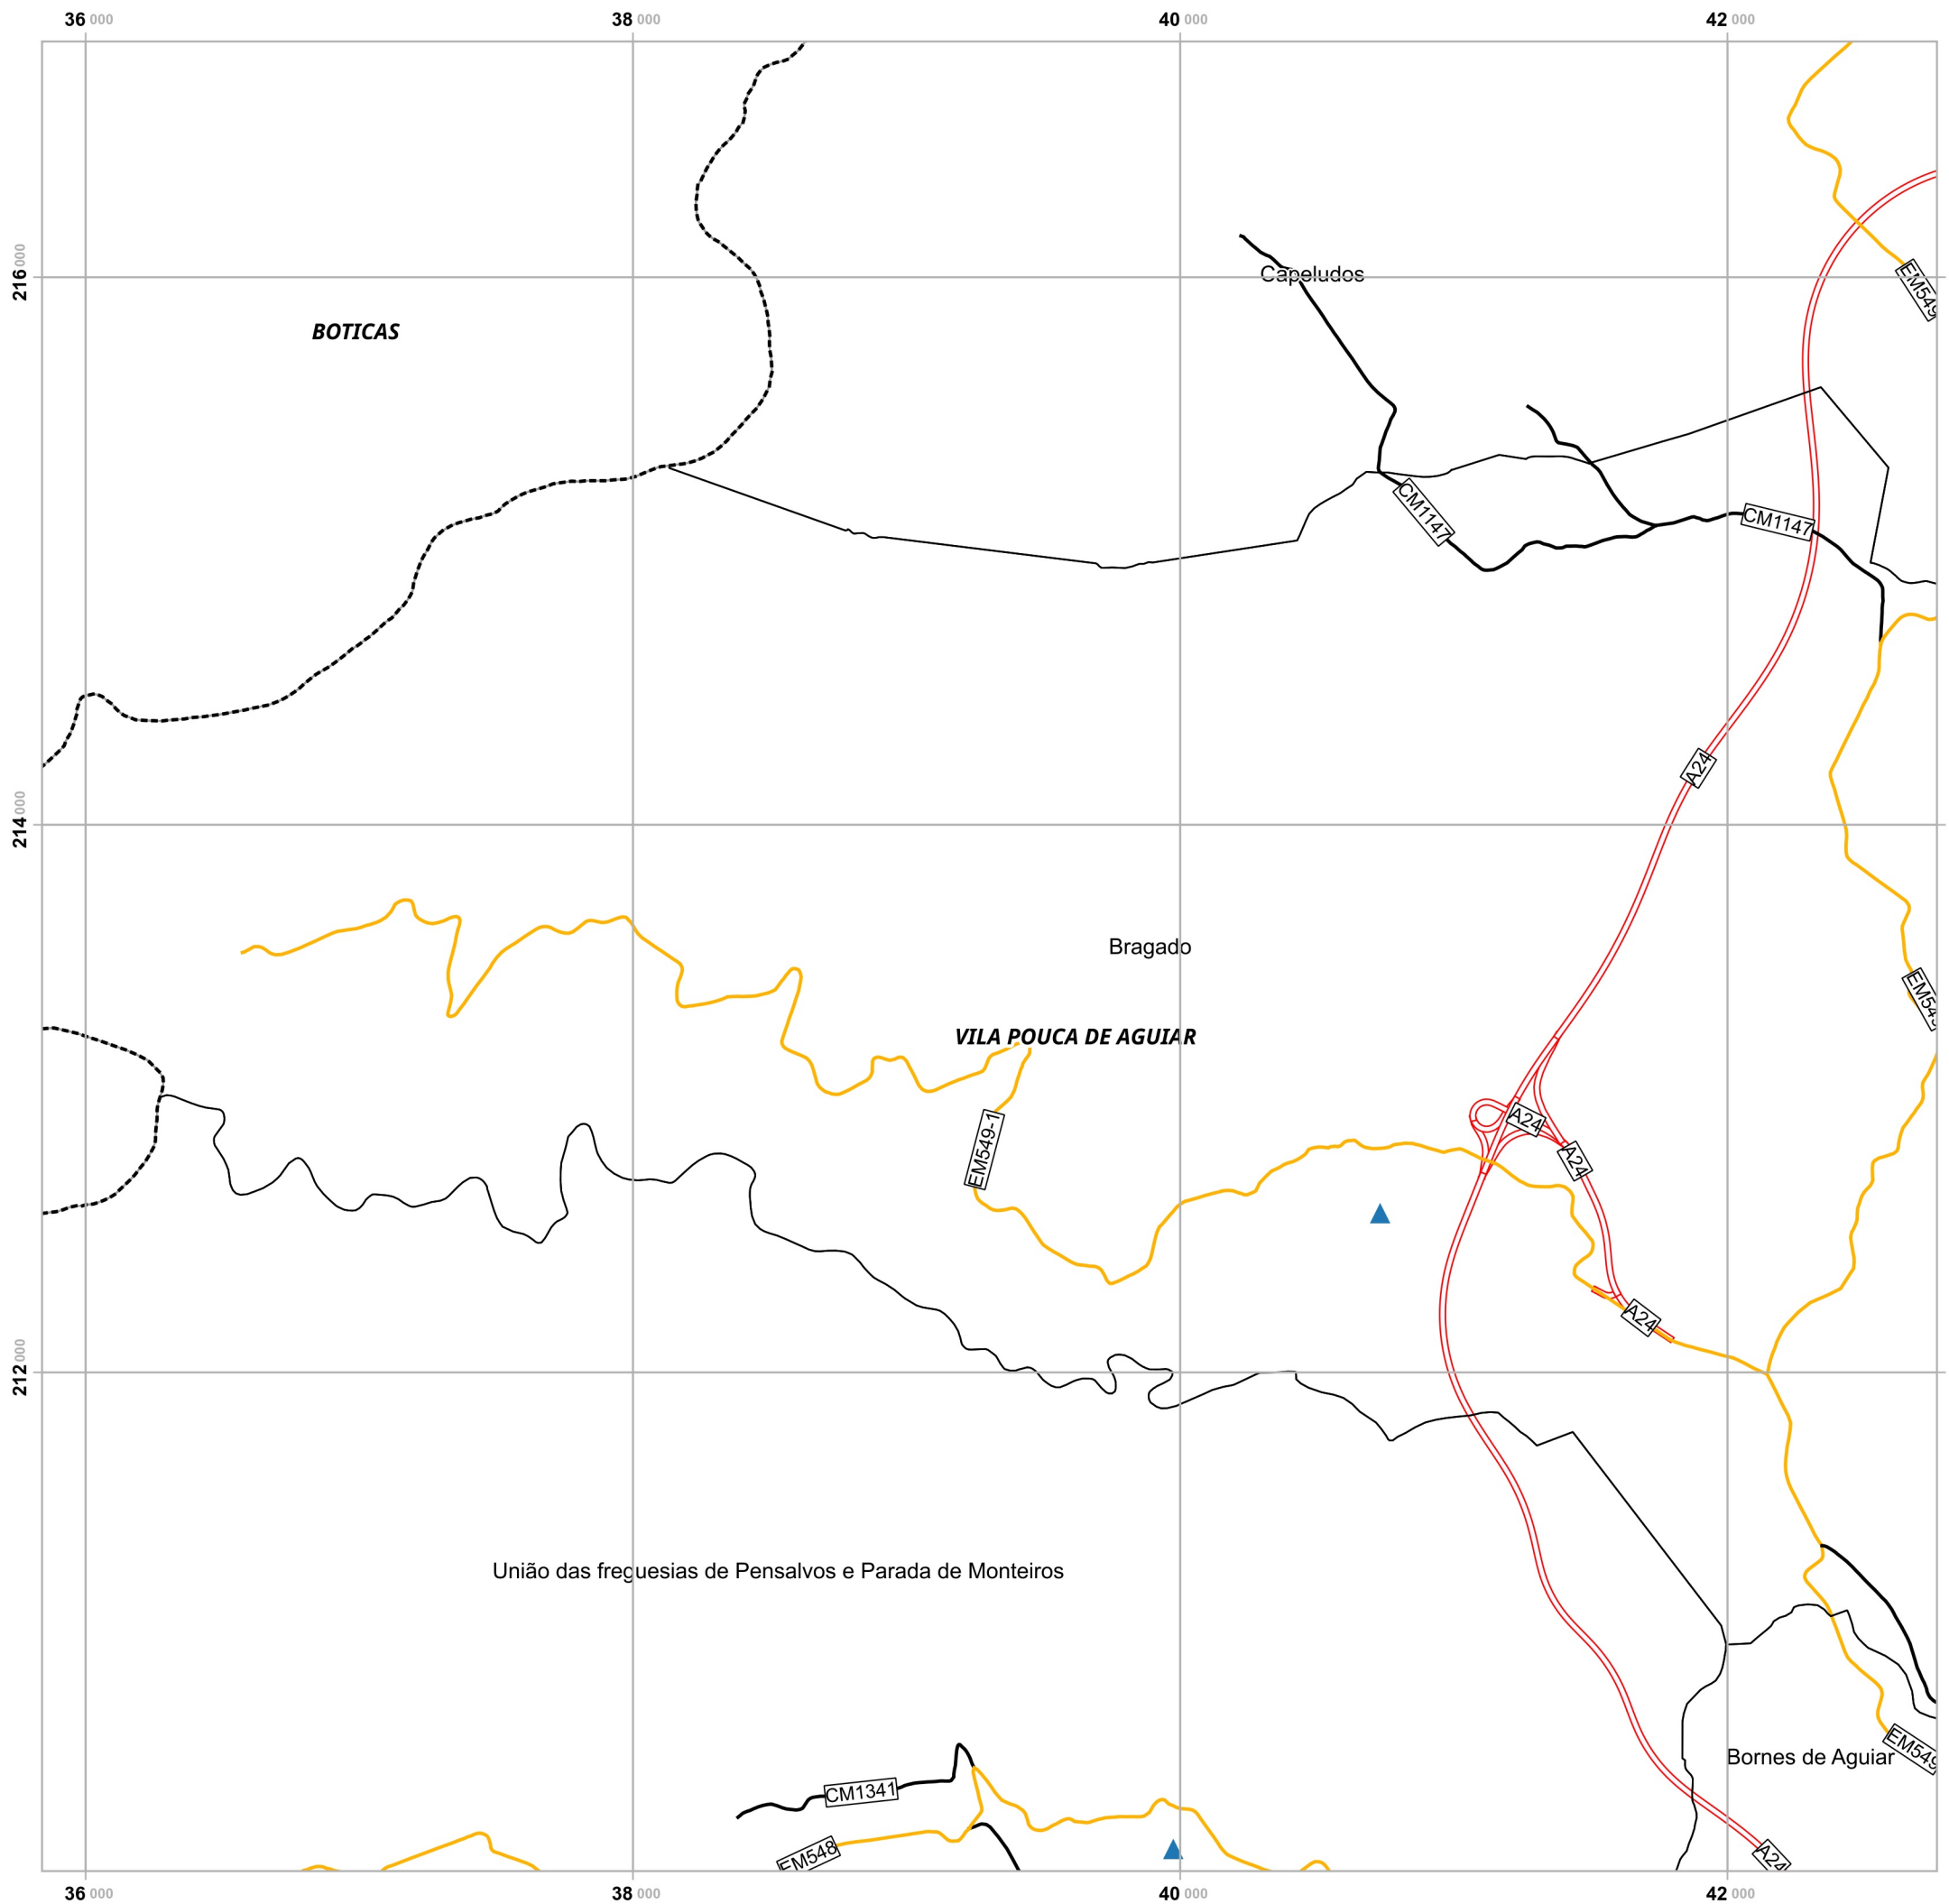 36 000 38 000 40 000 42 000
216 000
EM549
Capeludos
BOTICAS
CM1147
CM1147
A24
214 000
Bragado
EM549
VILA POUCA DE AGUIAR
A24
EM549-1
A24
A24
212 000
União das freguesias de Pensalvos e Parada de Monteiros
EM549
Bornes de Aguiar
CM1341
EM548
A24
36 000 38 000 40 000 42 000